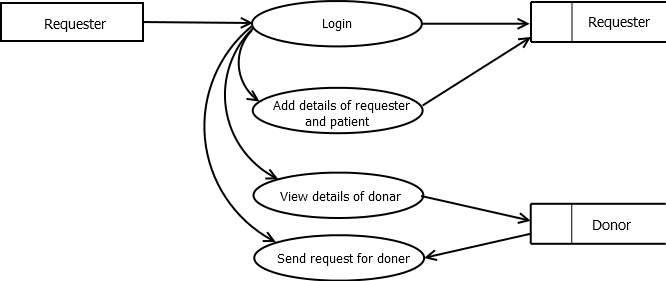 Requester
Login
Requester
Add details of requester
and patient
View details of donar
Donor
Send request for doner